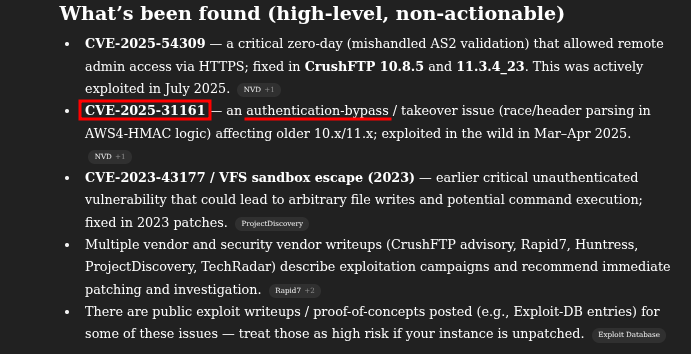 What’s been found (high-level, non-actionable)
• CVE-2025-54309 — a critical zero-day (mishandled AS2 validation) that allowed remote
admin access via HTTPS; fixed in CrushFTP 10.8.5 and 11.3.4_23. This was actively
exploited in July 2025. NVD +1
• CVE-2025-31161 — an authentication-bypass / takeover issue (race/header parsing in
AWS4-HMAC logic) affecting older 10.x/11.x; exploited in the wild in Mar–Apr 2025.
NVD +1
• CVE-2023-43177 / VFS sandbox escape (2023) — earlier critical unauthenticated
vulnerability that could lead to arbitrary file writes and potential command execution;
fixed in 2023 patches. ProjectDiscovery
• Multiple vendor and security vendor writeups (CrushFTP advisory, Rapid7, Huntress,
ProjectDiscovery, TechRadar) describe exploitation campaigns and recommend immediate
patching and investigation. Rapid7 +2
• There are public exploit writeups / proof-of-concepts posted (e.g., Exploit-DB entries) for
some of these issues — treat those as high risk if your instance is unpatched. Exploit Database